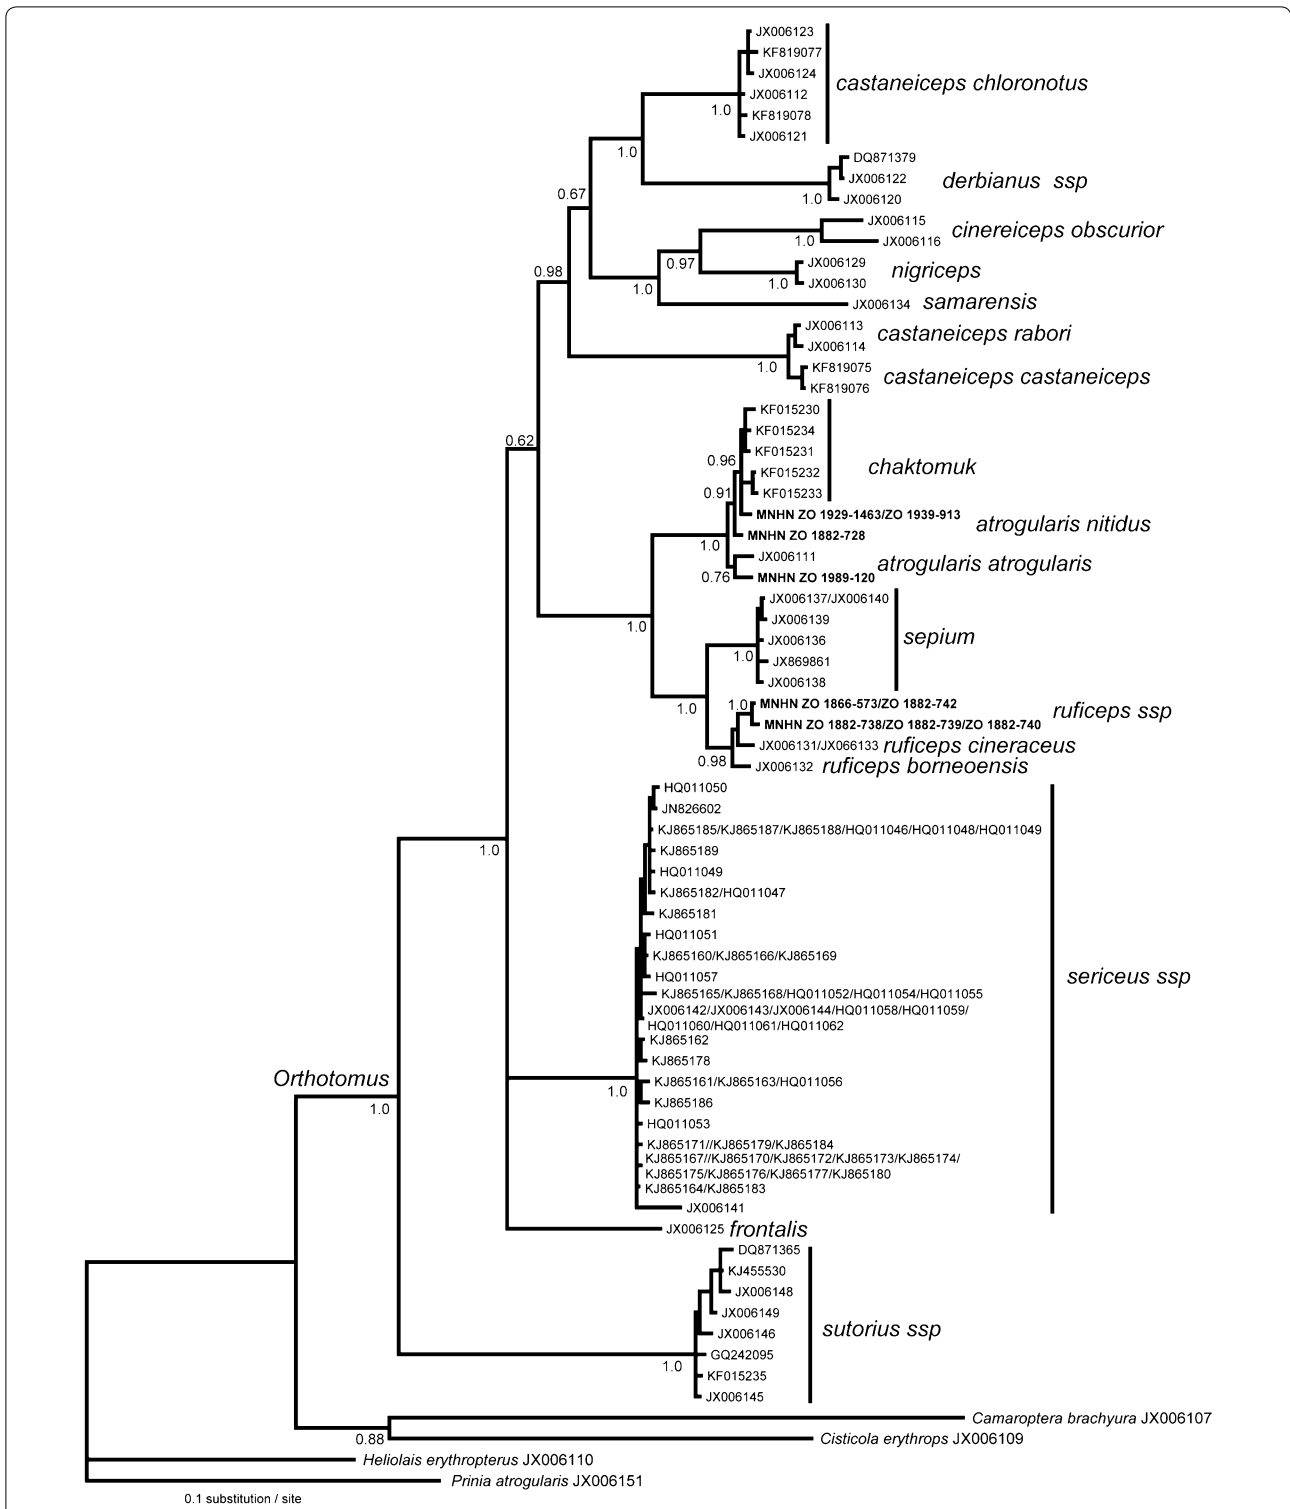 JX006123
KF819077
JX006124
castaneiceps chloronotus
JX006112
1.0
KF819078
JX006121
1.0
DQ871379
JX006122
derbianus ssp
1.0
JX006120
0.67
JX006115
cinereiceps obscurior
1.0
JX006116
0.97
JX006129
nigriceps
0.98
1.0
1.0
JX006130
JX006134
samarensis
JX006113
castaneiceps rabori
JX006114
1.0
KF819075
castaneiceps castaneiceps
KF819076
KF015230
0.62
KF015234
KF015231
0.96
chaktomuk
KF015232
0.91
KF015233
MNHN ZO 1929-1463/ZO 1939-913
atrogularis nitidus
MNHN ZO 1882-728
1.0
JX006111
atrogularis atrogularis
0.76
MNHN ZO 1989-120
JX006137/JX006140
JX006139
1.0
JX006136
sepium
1.0
JX869861
JX006138
1.0
1.0
MNHN ZO 1866-573/ZO 1882-742
ruficeps ssp
MNHN ZO 1882-738/ZO 1882-739/ZO 1882-740
JX006131/JX066133
ruficeps cineraceus
0.98
JX006132
ruficeps borneoensis
HQ011050
JN826602
KJ865185/KJ865187/KJ865188/HQ011046/HQ011048/HQ011049
1.0
KJ865189
HQ011049
KJ865182/HQ011047
KJ865181
HQ011051
KJ865160/KJ865166/KJ865169
HQ011057
sericeus ssp
KJ865165/KJ865168/HQ011052/HQ011054/HQ011055
JX006142/JX006143/JX006144/HQ011058/HQ011059/
HQ011060/HQ011061/HQ011062
KJ865162
KJ865178
Orthotomus
KJ865161/KJ865163/HQ011056
1.0
1.0
KJ865186
HQ011053
KJ865171//KJ865179/KJ865184
KJ865167//KJ865170/KJ865172/KJ865173/KJ865174/
KJ865175/KJ865176/KJ865177/KJ865180
KJ865164/KJ865183
JX006141
JX006125
frontalis
DQ871365
KJ455530
JX006148
JX006149
sutorius ssp
JX006146
GQ242095
1.0
KF015235
JX006145
Camaroptera brachyura JX006107
0.88
Cisticola erythrops JX006109
Heliolais erythropterus JX006110
Prinia atrogularis JX006151
0.1 substitution / site